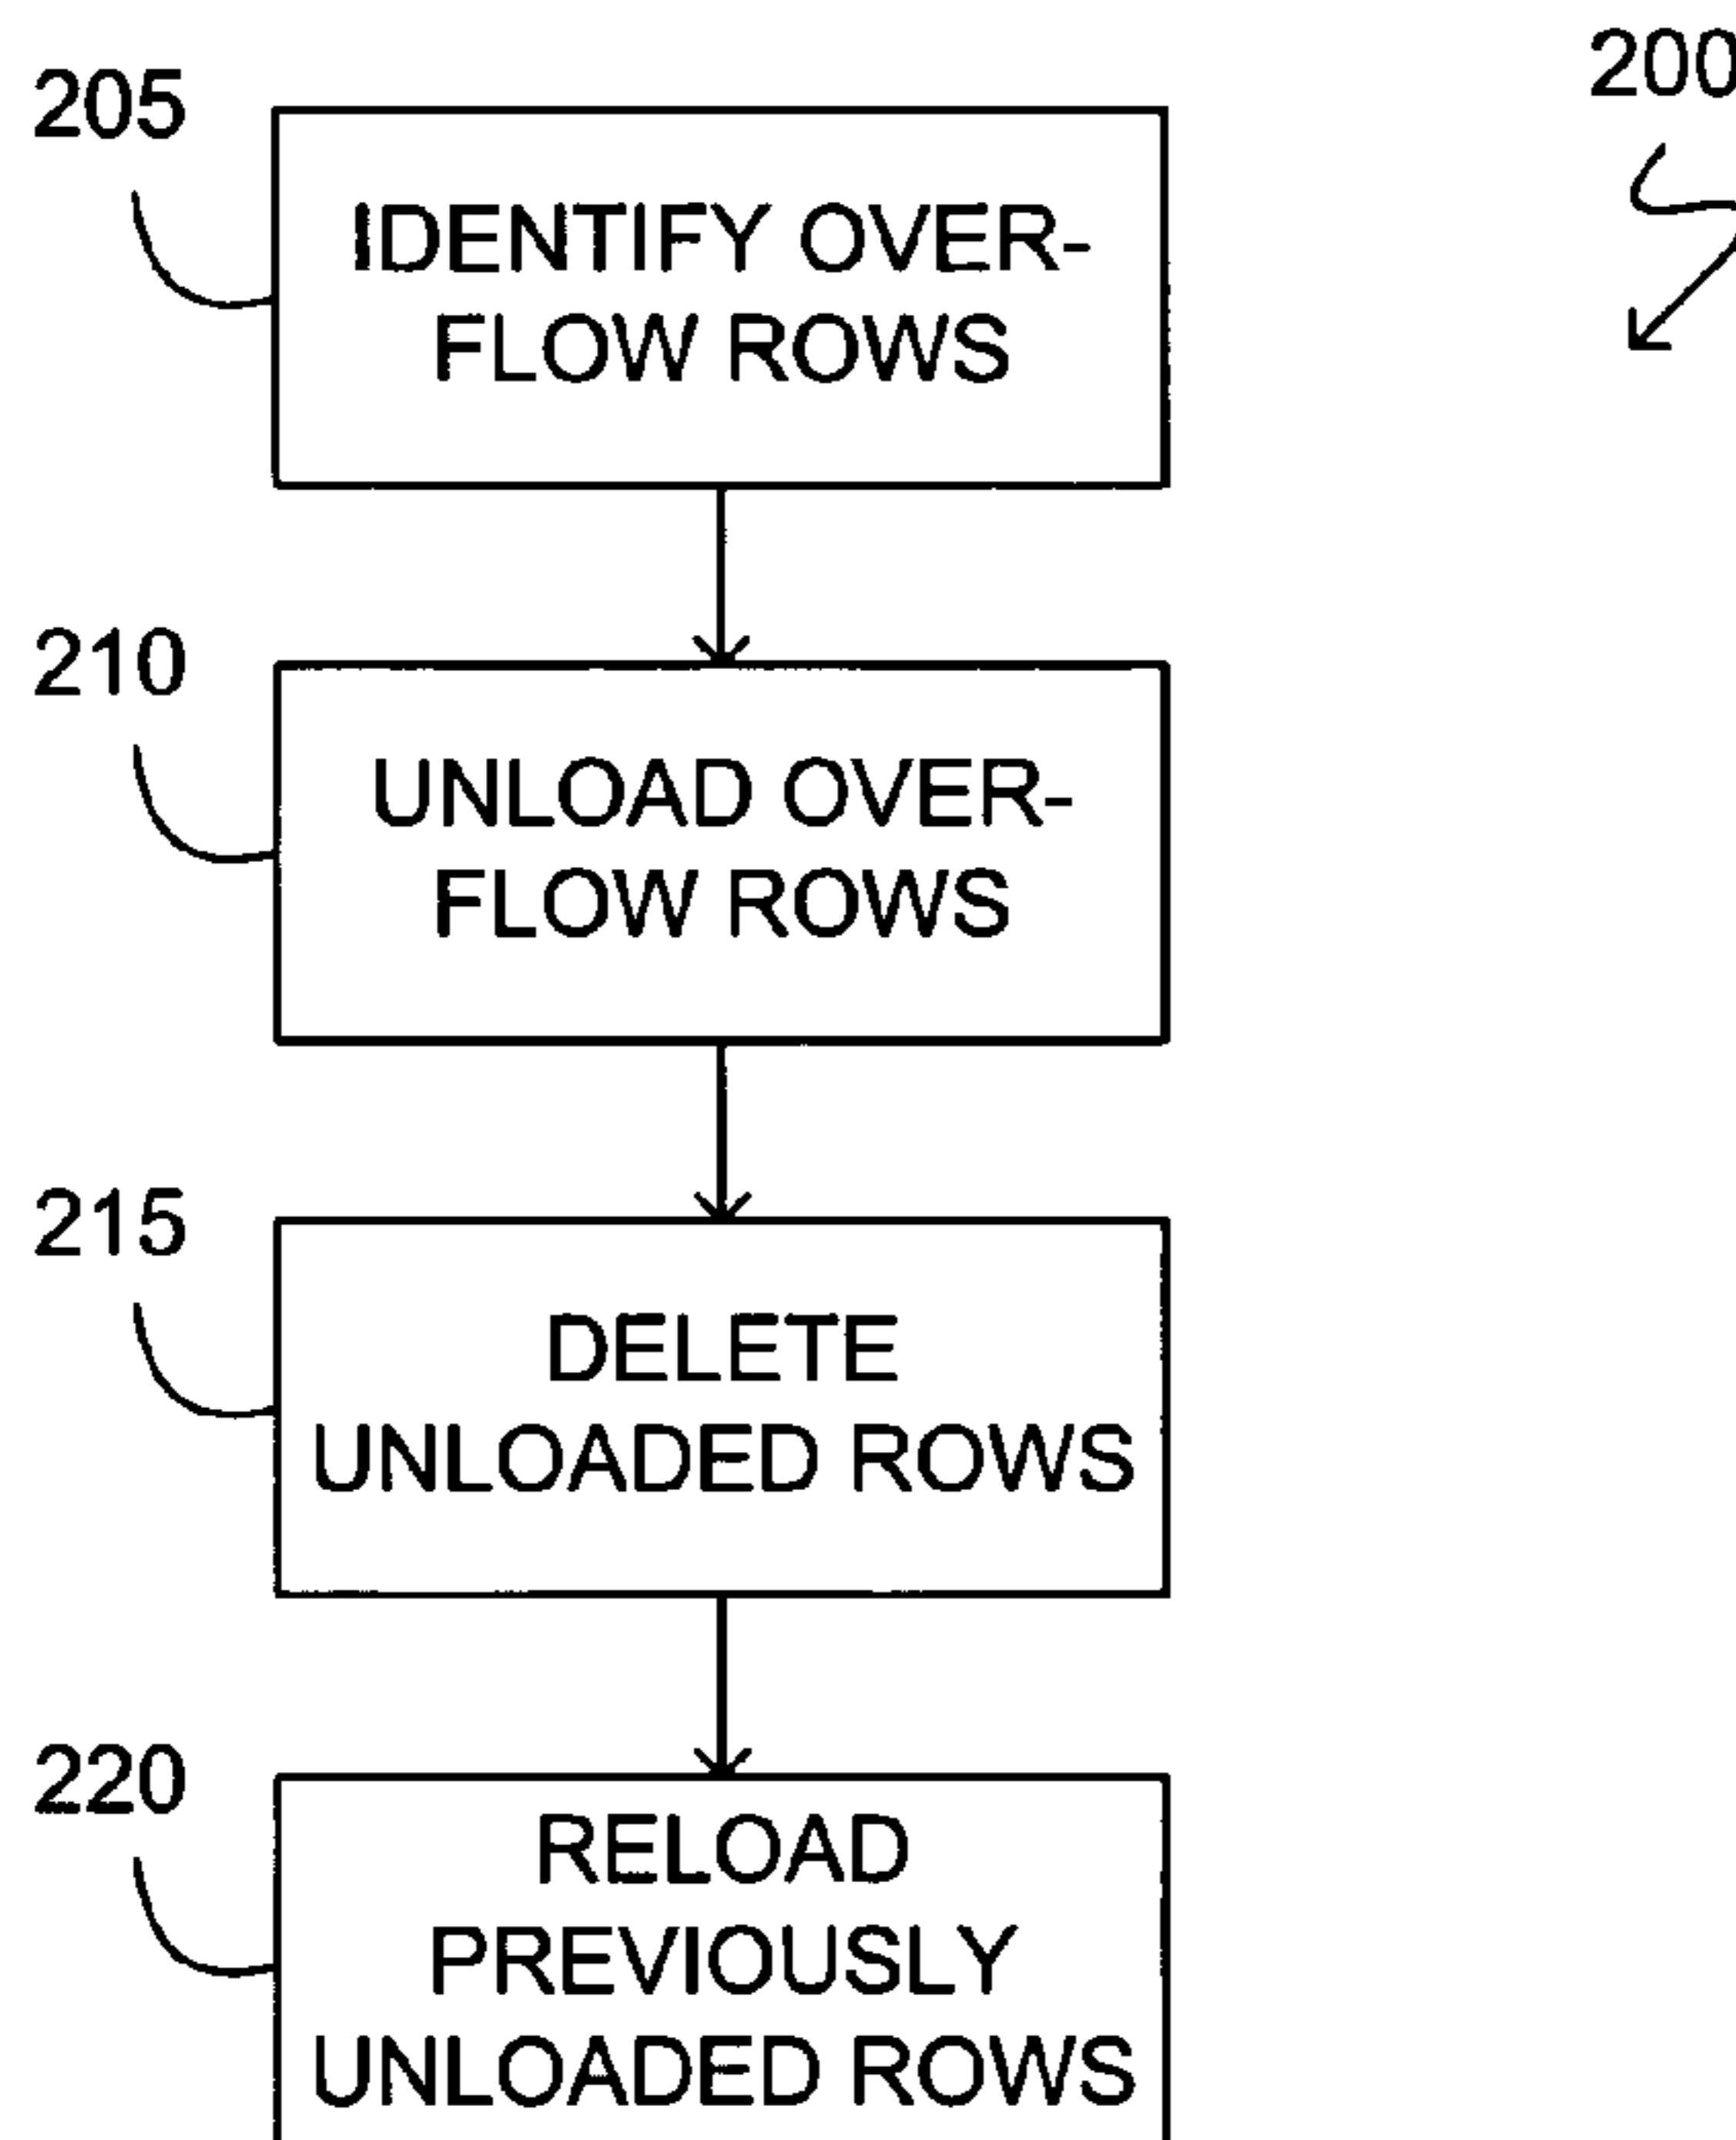 205
200
IDENTIFY OVER-
FLOW ROWS
210
UNLOAD OVER-
FLOW ROWS
215
DELETE
UNLOADED ROWS
220
RELOAD
PREVIOUSLY
UNLOADED ROWS